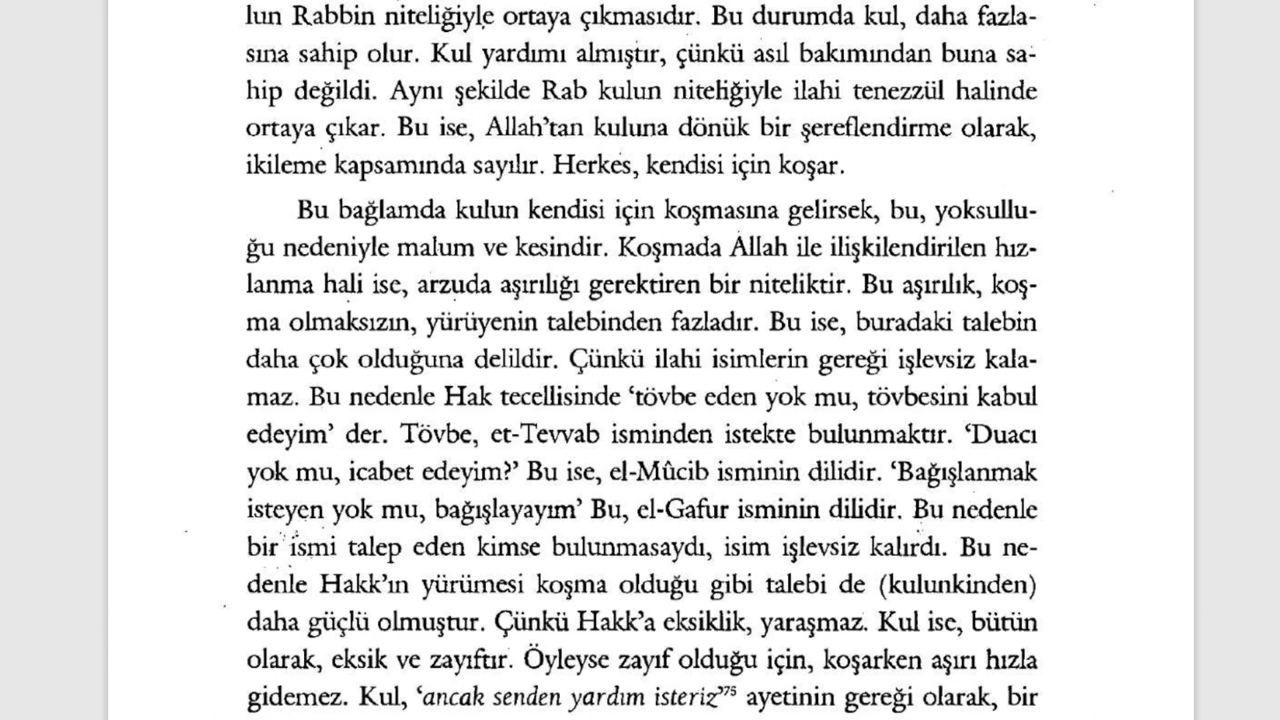 lun Rabbin niteliğiyle ortaya çıkmasıdır. Bu durumda kul, daha fazla-
sına sahip olur. Kul yardımı almıştır, çünkü asıl bakımından buna sa-
hip değildi. Aynı şekilde Rab kulun niteliğiyle ilahi tenezzül halinde
ortaya çıkar. Bu ise, Allah’tan kuluna dönük bir şereflendirme olarak,
ikileme kapsamında sayılır. Herkes, kendisi için koşar.
Bu bağlamda kulun kendisi için koşmasına gelirsek, bu, yoksullu-
ğu nedeniyle malum ve kesindir. Koşmada Allah ile ilişkilendirilen hız-
lanma hali ise, arzuda aşırılığı gerektiren bir niteliktir. Bu aşırılık, koş-
ma olmaksızın, yürüyenin talebinden fazladır. Bu ise, buradaki talebin
daha çok olduğuna delildir. Çünkü ilahi isimlerin gereği işlevsiz kala-
maz. Bu nedenle Hak tecellisinde ‘tövbe eden yok mu, tövbesini kabul
edeyim’ der. Tövbe, et-Tevvab isminden istekte bulunmaktır. ‘Duacı
yok mu, icabet edeyim?’ Bu ise, el-Mûcib isminin dilidir. ‘Bağışlanmak
isteyen yok mu, bağışlayayım’ Bu, el-Gafur isminin dilidir. Bu nedenle
bir ismi talep eden kimse bulunmasaydı, isim işlevsiz kalırdı. Bu ne-
denle Hakk’ın yürümesi koşma olduğu gibi talebi de (kulunkinden)
daha güçlü olmuştur. Çünkü Hakk’a eksiklik, yaraşmaz. Kul ise, bütün
olarak, eksik ve zayıftır. Öyleyse zayıf olduğu için, koşarken aşırı hızla
gidemez. Kul, ‘ancak senden yardım isteriz’⁷⁵ ayetinin gereği olarak, bir